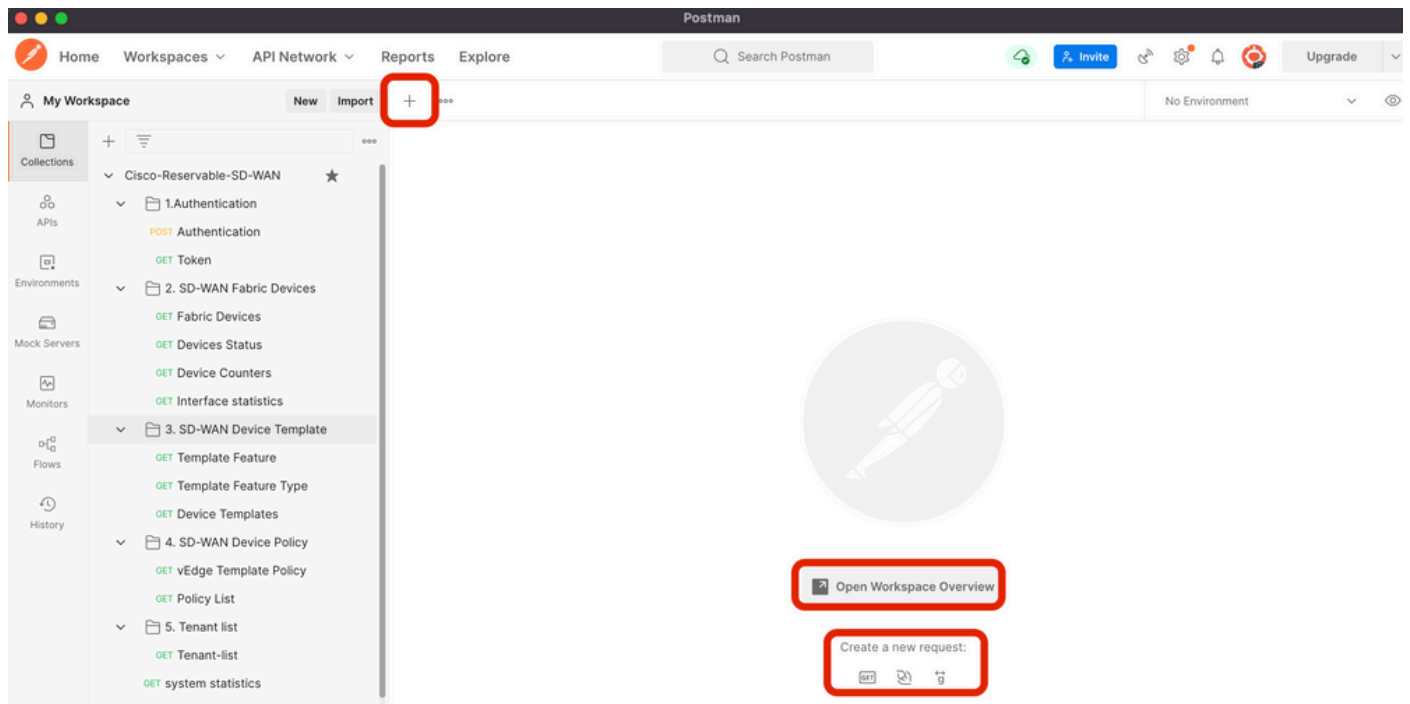 Postman
Home Workspaces API Network Reports Explore Search Postman Invite Upgrade
My Workspace New Import No Environment
Collections
APIs
Environments
Mock Servers
Monitors
Flows
History
Cisco-Reservable-SD-WAN
1.Authentication
POST Authentication
GET Token
2. SD-WAN Fabric Devices
GET Fabric Devices
GET Devices Status
GET Device Counters
GET Interface statistics
3. SD-WAN Device Template
GET Template Feature
GET Template Feature Type
GET Device Templates
4. SD-WAN Device Policy
GET vEdge Template Policy
GET Policy List
5. Tenant list
GET Tenant-list
GET system statistics
Open Workspace Overview
Create a new request:
GET g